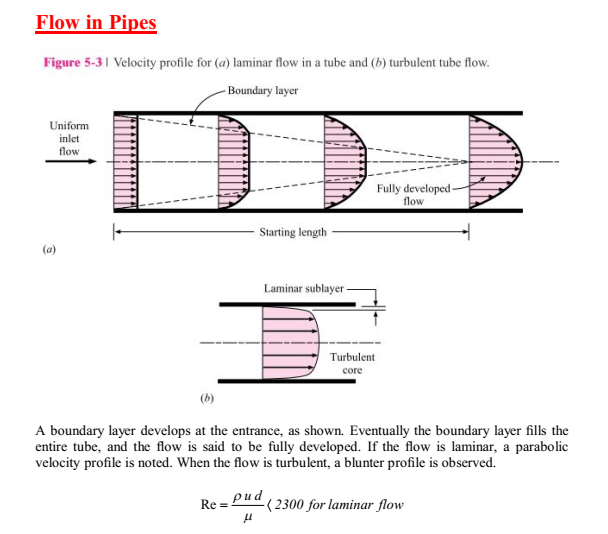 Flow in Pipes
Figure 5-3 | Velocity profile for (a) laminar flow in a tube and (b) turbulent tube flow.
Boundary layer
Uniform
inlet
flow
Fully developed
flow
Starting length
(a)
Laminar sublayer
Turbulent
core
(b)
A boundary layer develops at the entrance, as shown. Eventually the boundary layer fills the
entire tube, and the flow is said to be fully developed. If the flow is laminar, a parabolic
velocity profile is noted. When the flow is turbulent, a blunter profile is observed.
Re = ρ u d / μ ⟨ 2300 for laminar flow